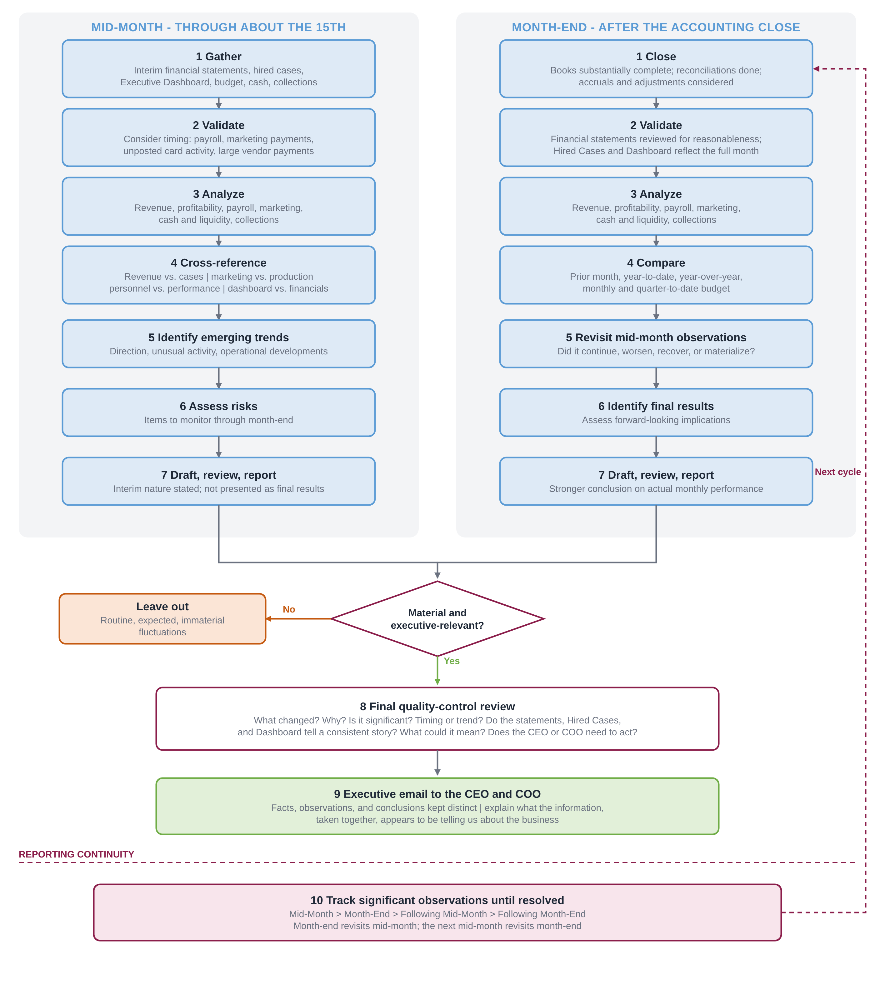 MID-MONTH - THROUGH ABOUT THE 15TH
1 Gather
Interim financial statements, hired cases,
Executive Dashboard, budget, cash, collections
2 Validate
Consider timing: payroll, marketing payments,
unposted card activity, large vendor payments
3 Analyze
Revenue, profitability, payroll, marketing,
cash and liquidity, collections
4 Cross-reference
Revenue vs. cases | marketing vs. production
personnel vs. performance | dashboard vs. financials
5 Identify emerging trends
Direction, unusual activity, operational developments
6 Assess risks
Items to monitor through month-end
7 Draft, review, report
Interim nature stated; not presented as final results
MONTH-END - AFTER THE ACCOUNTING CLOSE
1 Close
Books substantially complete; reconciliations done;
accruals and adjustments considered
2 Validate
Financial statements reviewed for reasonableness;
Hired Cases and Dashboard reflect the full month
3 Analyze
Revenue, profitability, payroll, marketing,
cash and liquidity, collections
4 Compare
Prior month, year-to-date, year-over-year,
monthly and quarter-to-date budget
5 Revisit mid-month observations
Did it continue, worsen, recover, or materialize?
6 Identify final results
Assess forward-looking implications
7 Draft, review, report
Stronger conclusion on actual monthly performance
Next cycle
Material and
executive-relevant?
No
Leave out
Routine, expected, immaterial
fluctuations
Yes
8 Final quality-control review
What changed? Why? Is it significant? Timing or trend? Do the statements, Hired Cases,
and Dashboard tell a consistent story? What could it mean? Does the CEO or COO need to act?
9 Executive email to the CEO and COO
Facts, observations, and conclusions kept distinct | explain what the information,
taken together, appears to be telling us about the business
REPORTING CONTINUITY
10 Track significant observations until resolved
Mid-Month > Month-End > Following Mid-Month > Following Month-End
Month-end revisits mid-month; the next mid-month revisits month-end